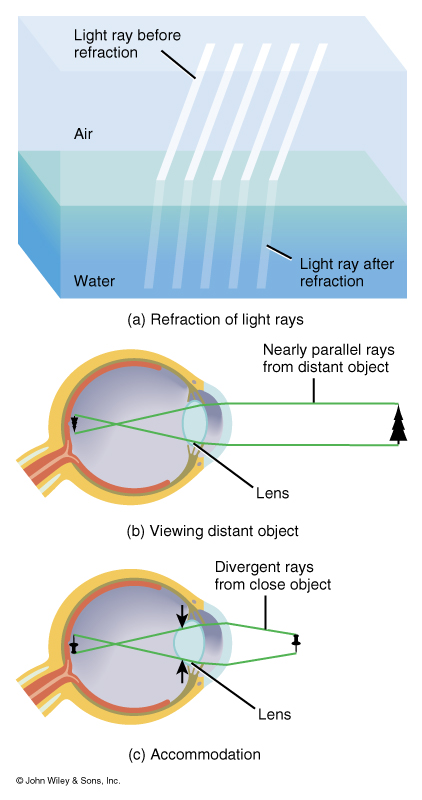 Light ray before
refraction
Air
Water
Light ray after
refraction
(a) Refraction of light rays
Nearly parallel rays
from distant object
Lens
(b) Viewing distant object
Divergent rays
from close object
Lens
(c) Accommodation
© John Wiley & Sons, Inc.